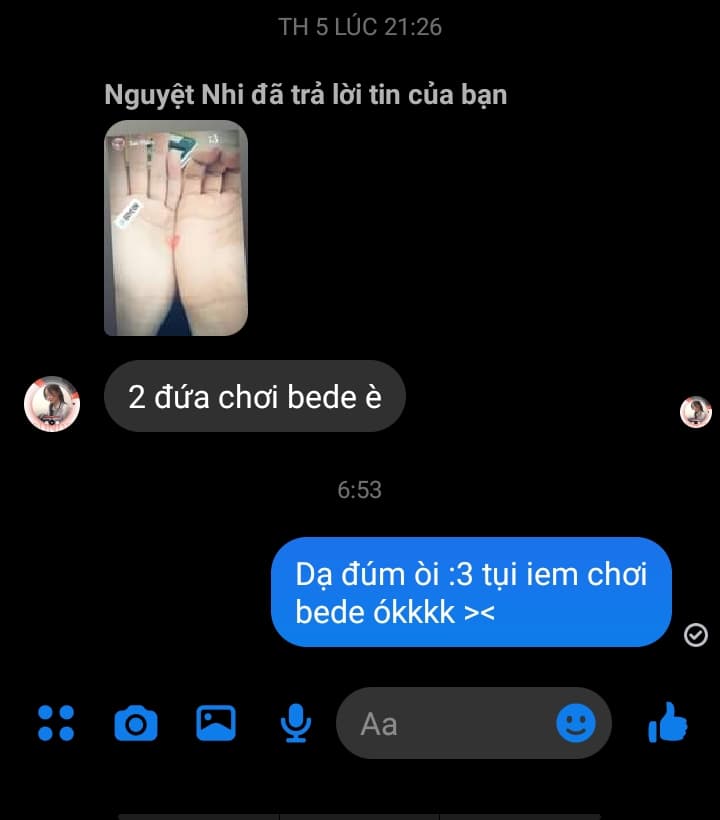 TH 5 LÚC 21:26
Nguyệt Nhi đã trả lời tin của bạn
2 đứa chơi bede è
6:53
Dạ đúm òi :3 tụi iem chơi
bede ókkkk ><
Aa